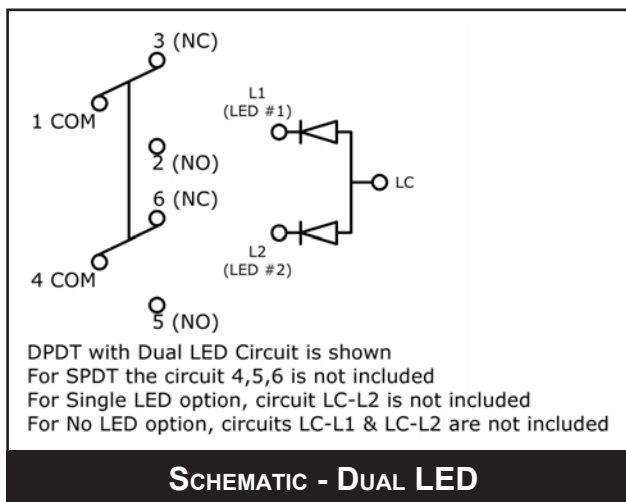 3 (NC)
1 COM
2 (NO)
6 (NC)
4 COM
5 (NO)
L1
(LED #1)
LC
L2
(LED #2)
DPDT with Dual LED Circuit is shown
For SPDT the circuit 4,5,6 is not included
For Single LED option, circuit LC-L2 is not included
For No LED option, circuits LC-L1 & LC-L2 are not included
SCHEMATIC - DUAL LED